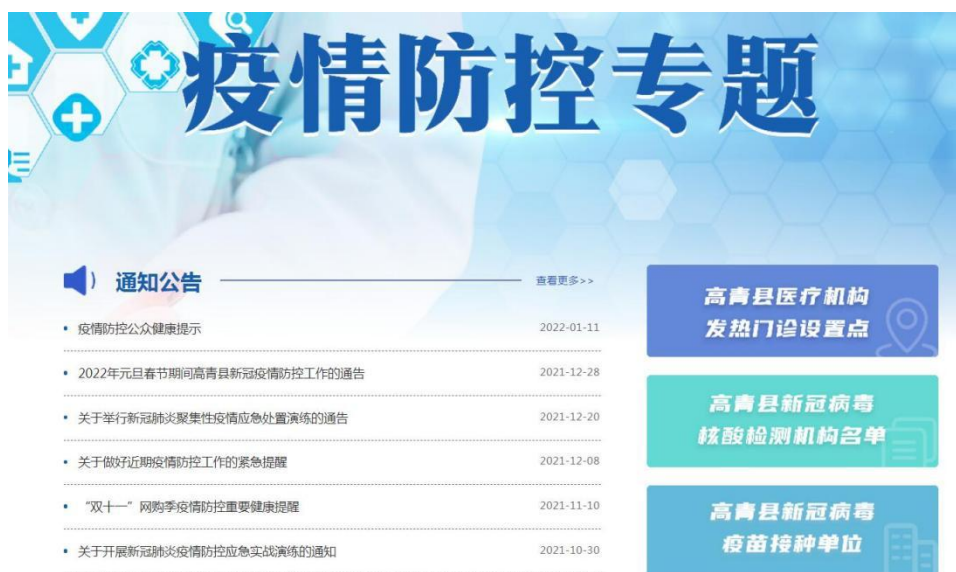 疫情防控专题
通知公告
查看更多>>
疫情防控公众健康提示 2022-01-11
2022年元旦春节期间高青县新冠疫情防控工作的通告 2021-12-28
关于举行新冠肺炎聚集性疫情应急处置演练的通告 2021-12-20
关于做好近期疫情防控工作的紧急提醒 2021-12-08
“双十一”网购季疫情防控重要健康提醒 2021-11-10
关于开展新冠肺炎疫情防控应急实战演练的通知 2021-10-30
高青县医疗机构
发热门诊设置点
高青县新冠病毒
核酸检测机构名单
高青县新冠病毒
疫苗接种单位